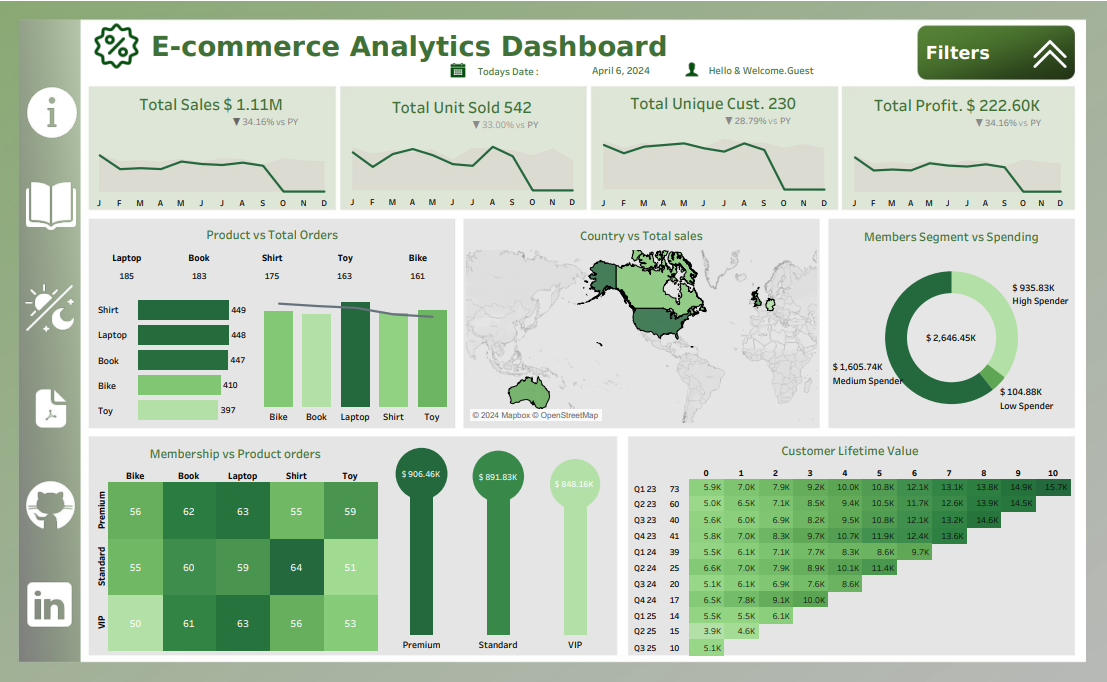 E-commerce Analytics Dashboard
Todays Date : April 6, 2024 Hello & Welcome.Guest
Filters
Total Sales $ 1.11M
▼ 34.16% vs PY
J F M A M J J A S O N D
Total Unit Sold 542
▼ 33.00% vs PY
J F M A M J J A S O N D
Total Unique Cust. 230
▼ 28.79% vs PY
J F M A M J J A S O N D
Total Profit. $ 222.60K
▼ 34.16% vs PY
J F M A M J J A S O N D
Product vs Total Orders
Laptop Book Shirt Toy Bike
185 183 175 163 161
Shirt 449
Laptop 448
Book 447
Bike 410
Toy 397
Bike Book Laptop Shirt Toy
Country vs Total sales
© 2024 Mapbox © OpenStreetMap
Members Segment vs Spending
$ 935.83K
High Spender
$ 2,646.45K
$ 1,605.74K
Medium Spender
$ 104.88K
Low Spender
Membership vs Product orders
Bike Book Laptop Shirt Toy
Premium 56 62 63 55 59
Standard 55 60 59 64 51
VIP 50 61 63 56 53
$ 906.46K $ 891.83K $ 848.16K
Premium Standard VIP
Customer Lifetime Value
0 1 2 3 4 5 6 7 8 9 10
Q1 23 73 5.9K 7.0K 7.9K 9.2K 10.0K 10.8K 12.1K 13.1K 13.8K 14.9K 15.7K
Q2 23 60 5.0K 6.5K 7.1K 8.5K 9.4K 10.5K 11.7K 12.6K 13.9K 14.5K
Q3 23 40 5.6K 6.0K 6.9K 8.2K 9.5K 10.8K 12.1K 13.2K 14.6K
Q4 23 41 5.8K 7.0K 8.3K 9.7K 10.7K 11.9K 12.4K 13.6K
Q1 24 39 5.5K 6.1K 7.1K 7.7K 8.3K 8.6K 9.7K
Q2 24 25 6.6K 7.0K 7.9K 8.9K 10.1K 11.4K
Q3 24 20 5.1K 6.1K 6.9K 7.6K 8.6K
Q4 24 17 6.5K 7.8K 9.1K 10.0K
Q1 25 14 5.5K 5.5K 6.1K
Q2 25 15 3.9K 4.6K
Q3 25 10 5.1K